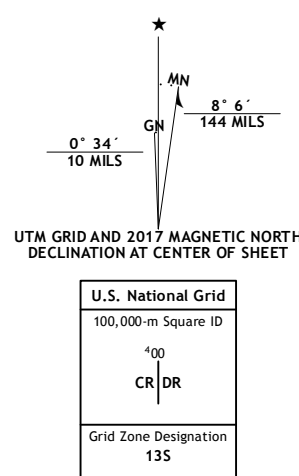 ★
MN
GN
8° 6´
144 MILS
0° 34´
10 MILS
UTM GRID AND 2017 MAGNETIC NORTH
DECLINATION AT CENTER OF SHEET
U.S. National Grid
100,000-m Square ID
400
CR DR
Grid Zone Designation
13S